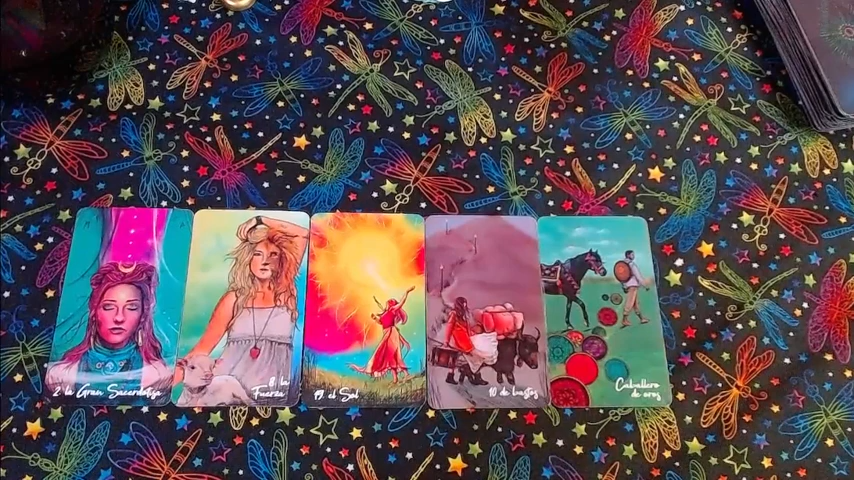 2 la Gran Sacerdotisa
8 la
Fuerza
19 el Sol
10 de bastos
Caballero
de oros